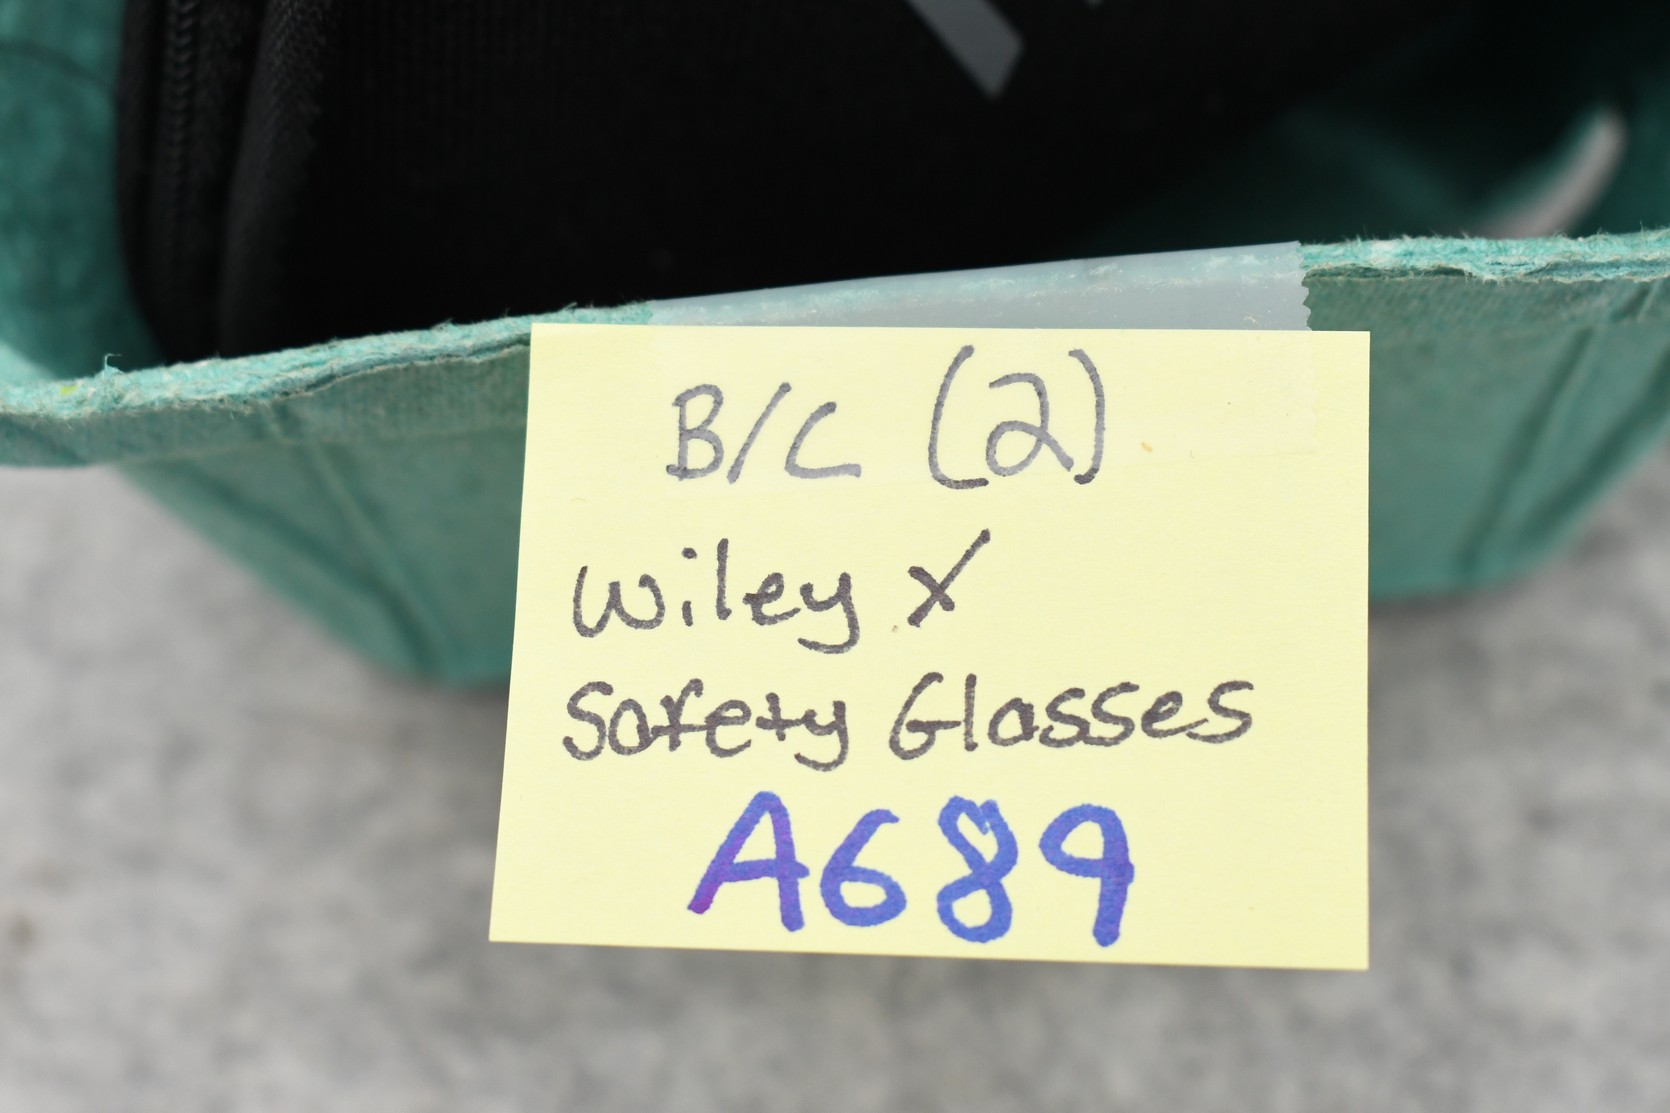 B/C (2)
Wiley X
Safety Glasses
A689